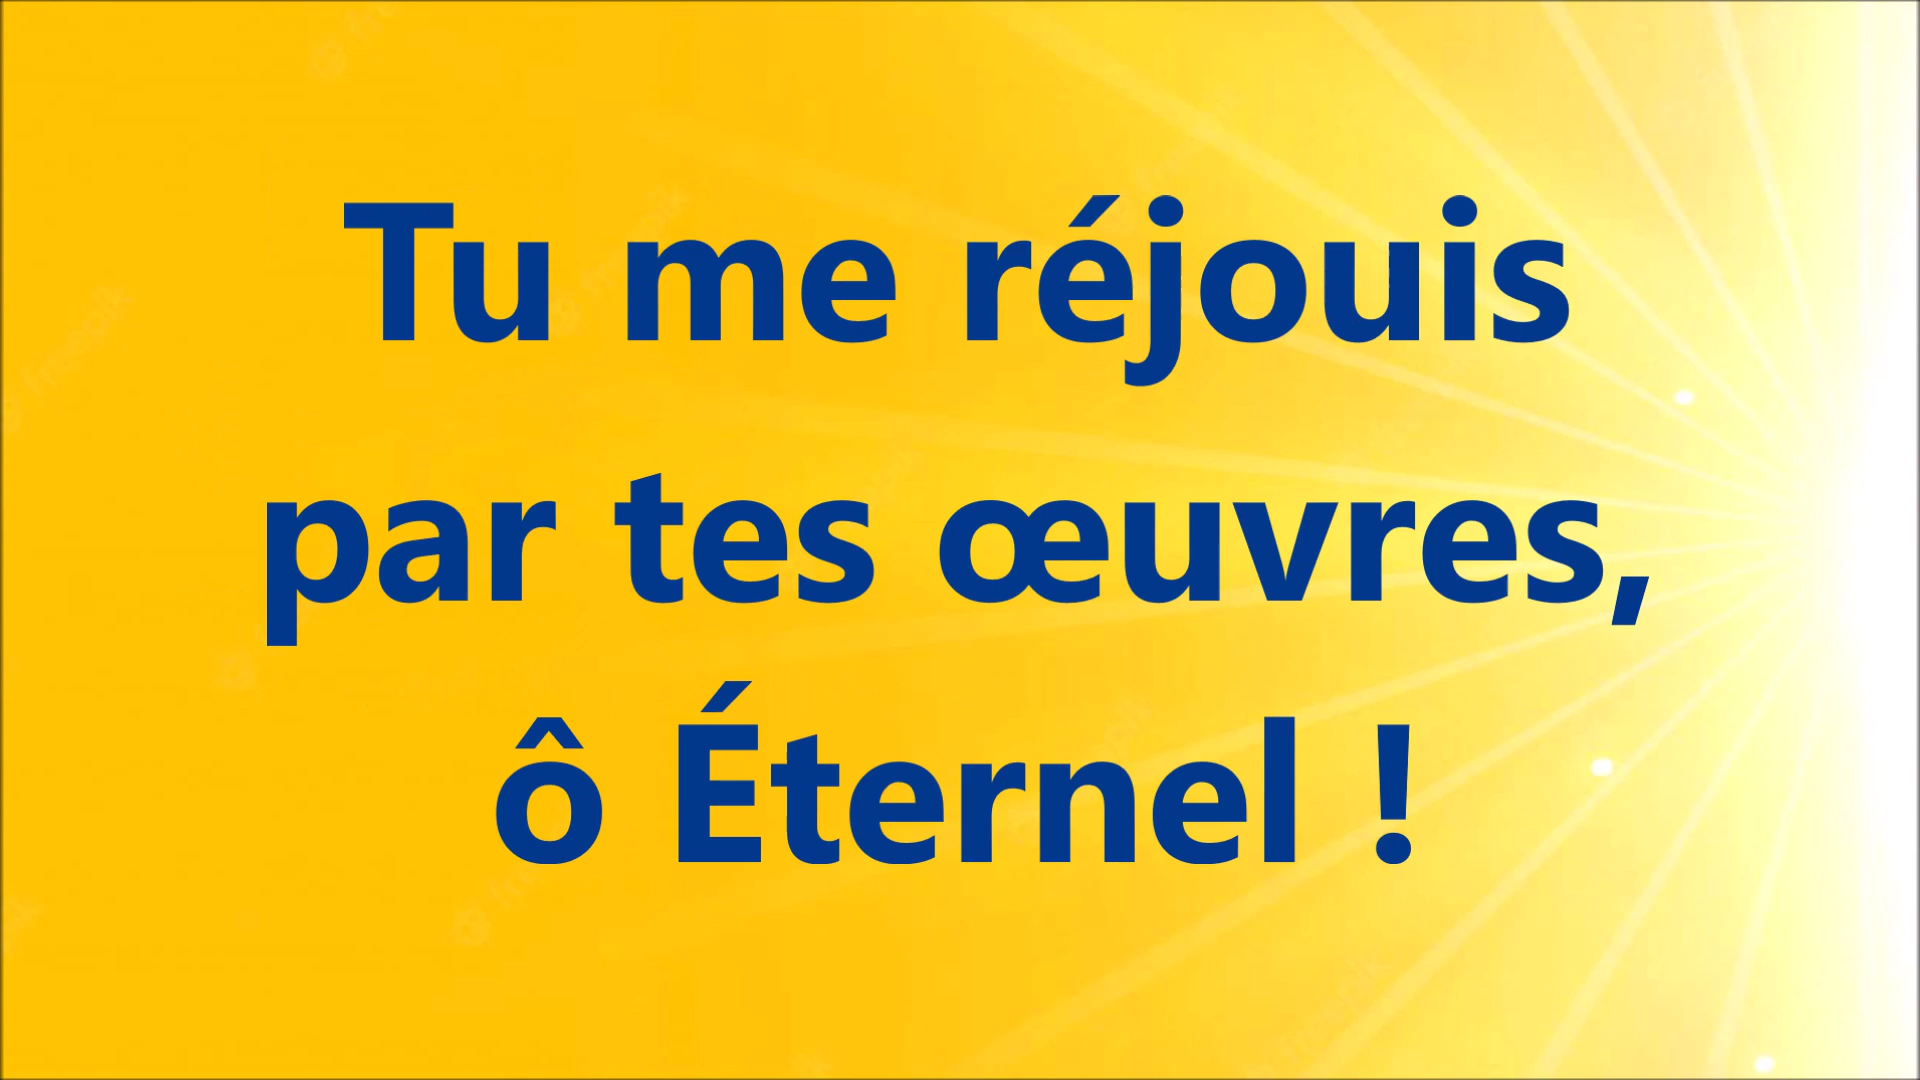 Tu me réjouis
par tes œuvres,
ô Éternel !